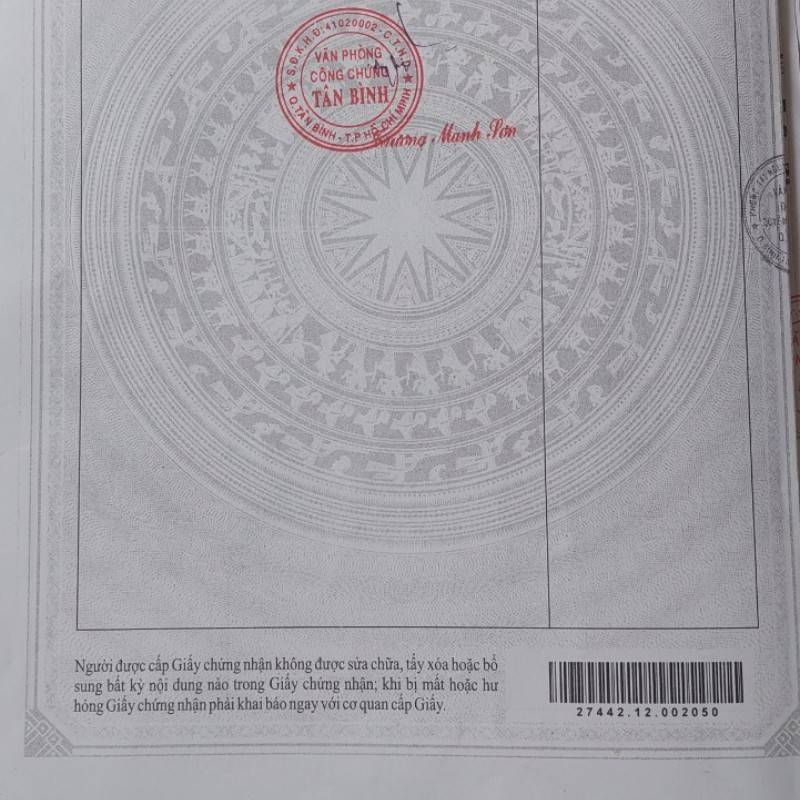 S.Đ.K.H.Đ: 41020002 - C.T.H.D
VĂN PHÒNG
CÔNG CHỨNG
TÂN BÌNH
Q.TÂN BÌNH - T.P HỒ CHÍ MINH
Mạnh Sơn
Người được cấp Giấy chứng nhận không được sửa chữa, tẩy xóa hoặc bổ
sung bất kỳ nội dung nào trong Giấy chứng nhận; khi bị mất hoặc hư
hỏng Giấy chứng nhận phải khai báo ngay với cơ quan cấp Giấy.
27442.12.002050